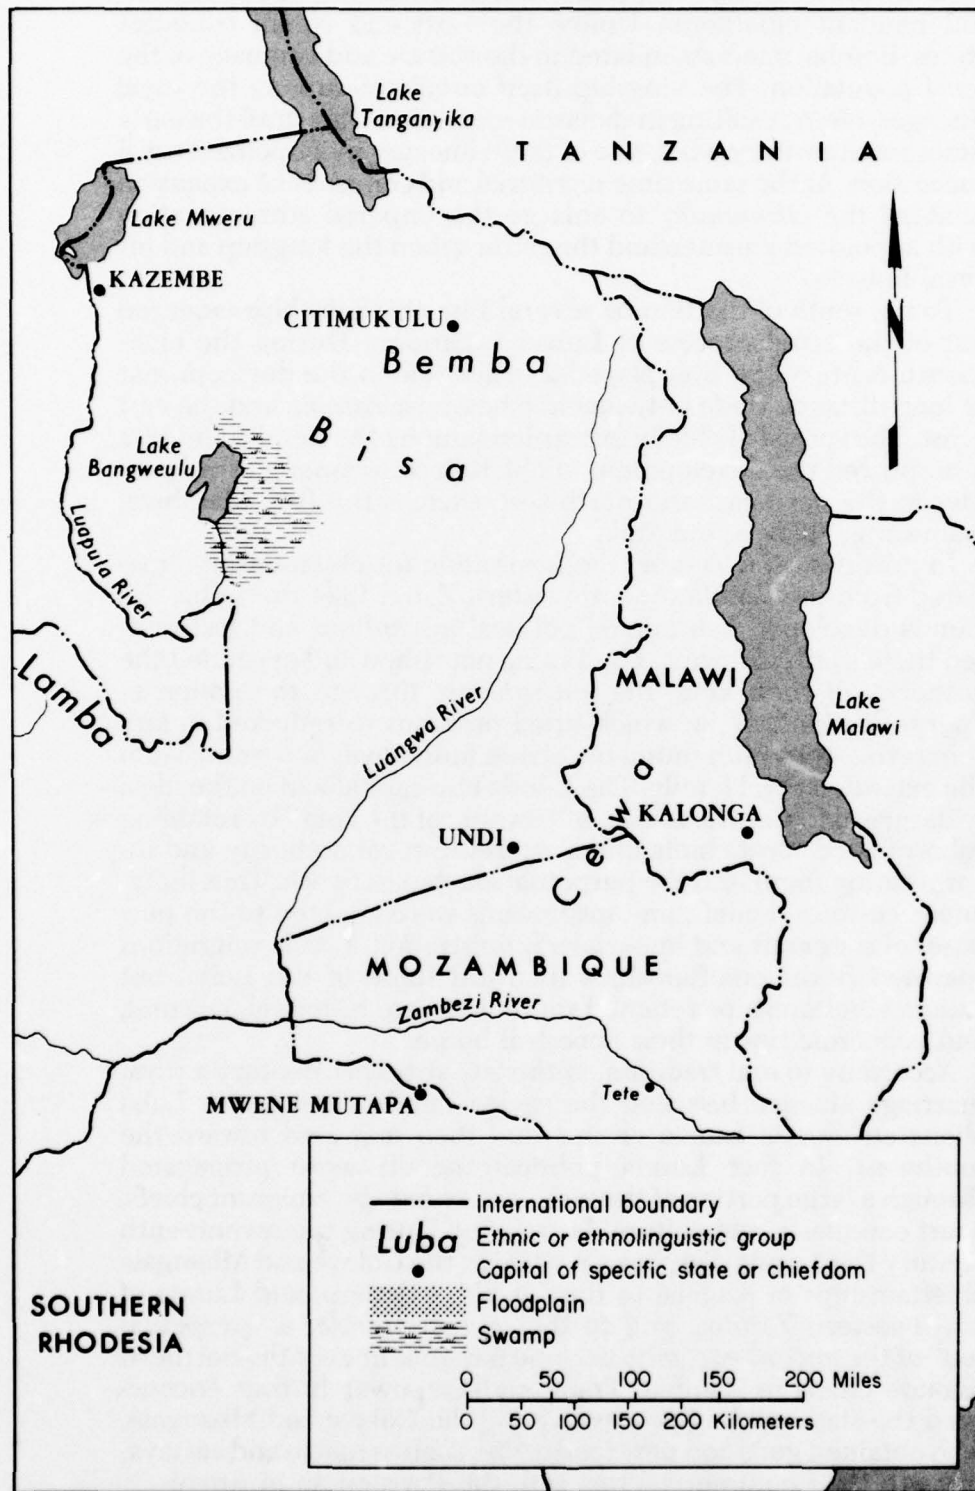 Lake
Tanganyika
TANZANIA
Lake Mweru
KAZEMBE
N
CITIMUKULU
Bemba
Bisa
Lake
Bangweulu
Luapula River
Lamba
MALAWI
Lake
Malawi
Luangwa River
Cewa
KALONGA
UNDI
MOZAMBIQUE
Zambezi River
MWENE MUTAPA
Tete
International boundary
Luba Ethnic or ethnolinguistic group
Capital of specific state or chiefdom
Floodplain
Swamp
SOUTHERN
RHODESIA
0 50 100 150 200 Miles
0 50 100 150 200 Kilometers